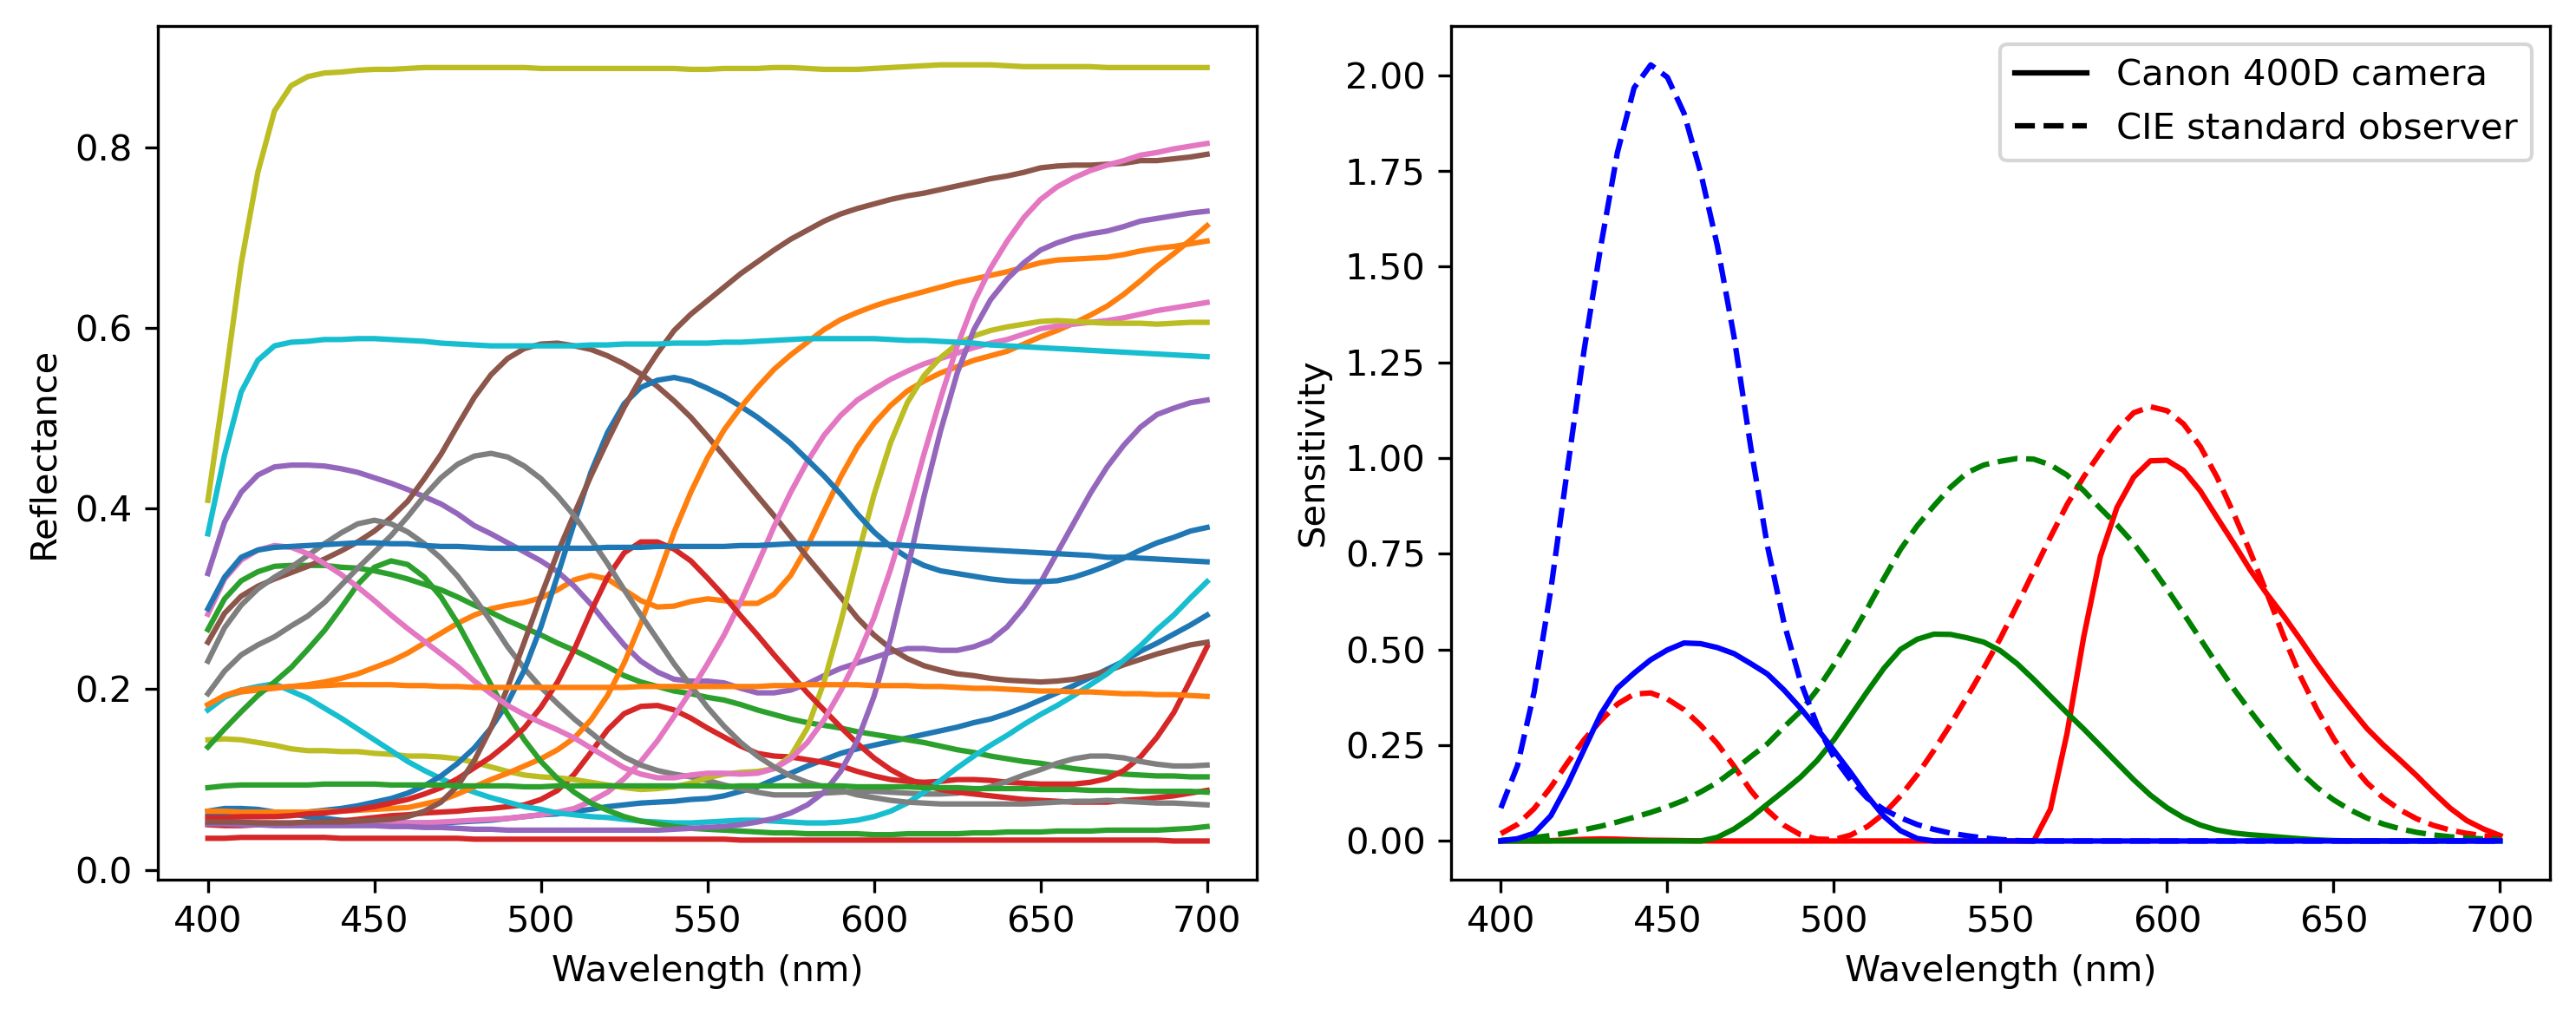 Reflectance
0.8
0.6
0.4
0.2
0.0
400 450 500 550 600 650 700
Wavelength (nm)
Sensitivity
2.00
1.75
1.50
1.25
1.00
0.75
0.50
0.25
0.00
400 450 500 550 600 650 700
Wavelength (nm)
Canon 400D camera
CIE standard observer